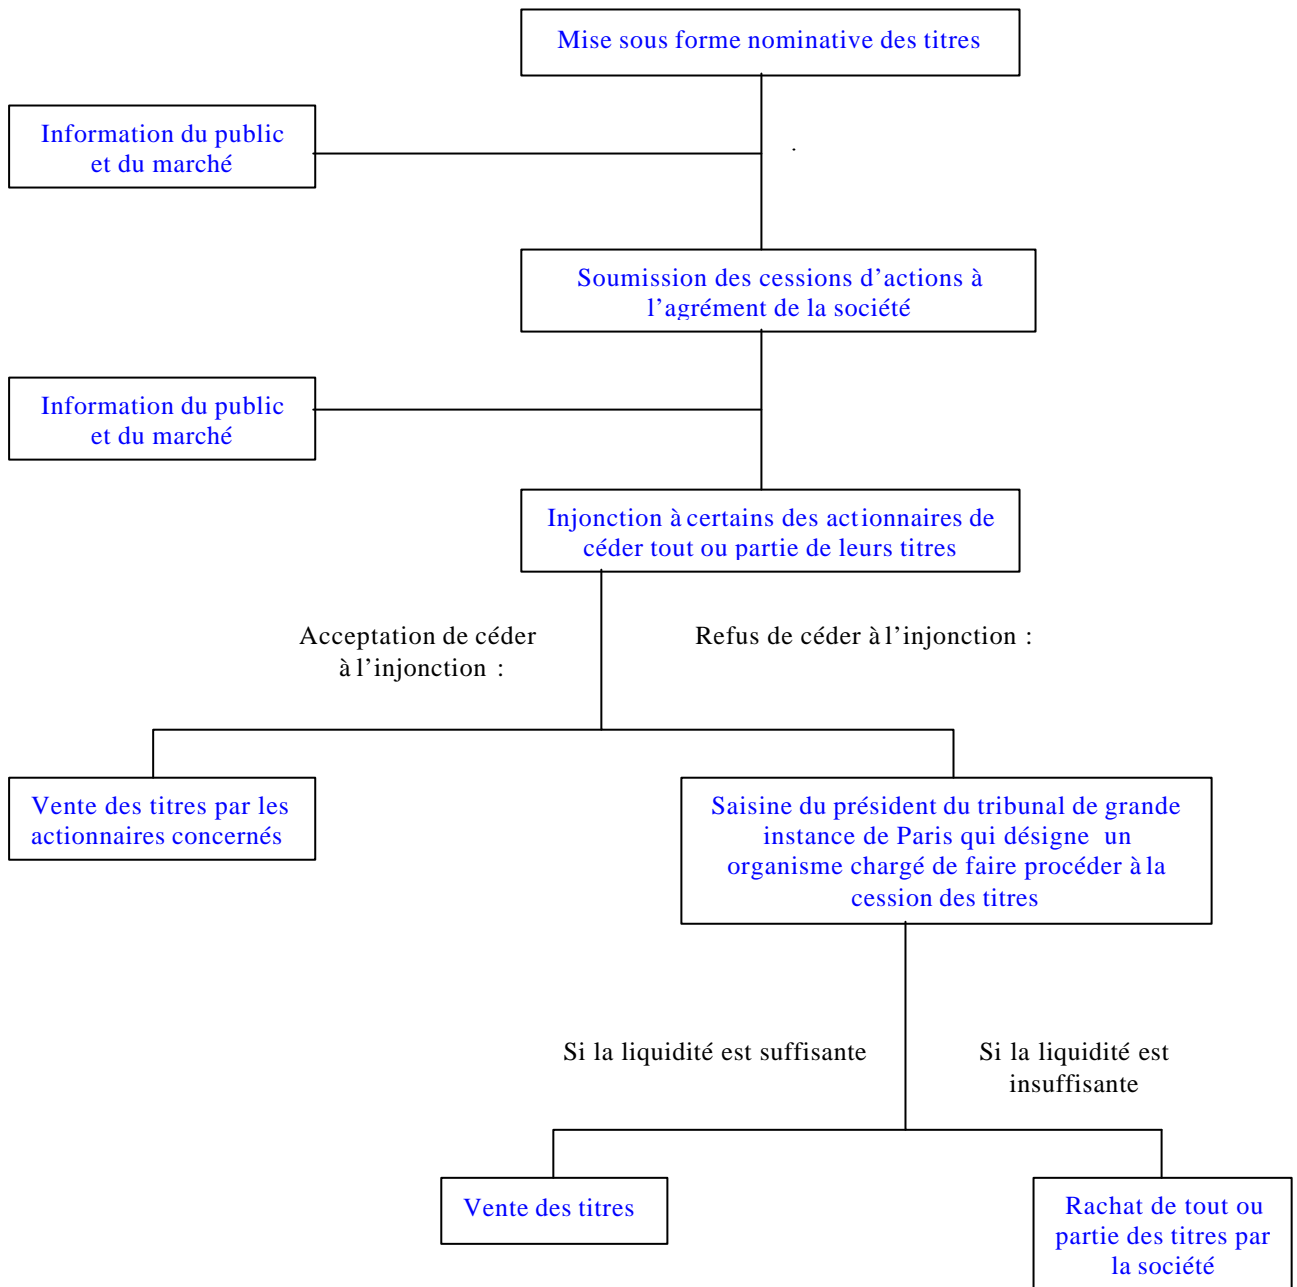 Mise sous forme nominative des titres
Information du public
et du marché
Soumission des cessions d’actions à
l’agrément de la société
Information du public
et du marché
Injonction à certains des actionnaires de
céder tout ou partie de leurs titres
Acceptation de céder
à l’injonction :
Refus de céder à l’injonction :
Vente des titres par les
actionnaires concernés
Saisine du président du tribunal de grande
instance de Paris qui désigne un
organisme chargé de faire procéder à la
cession des titres
Si la liquidité est suffisante
Si la liquidité est
insuffisante
Vente des titres
Rachat de tout ou
partie des titres par
la société